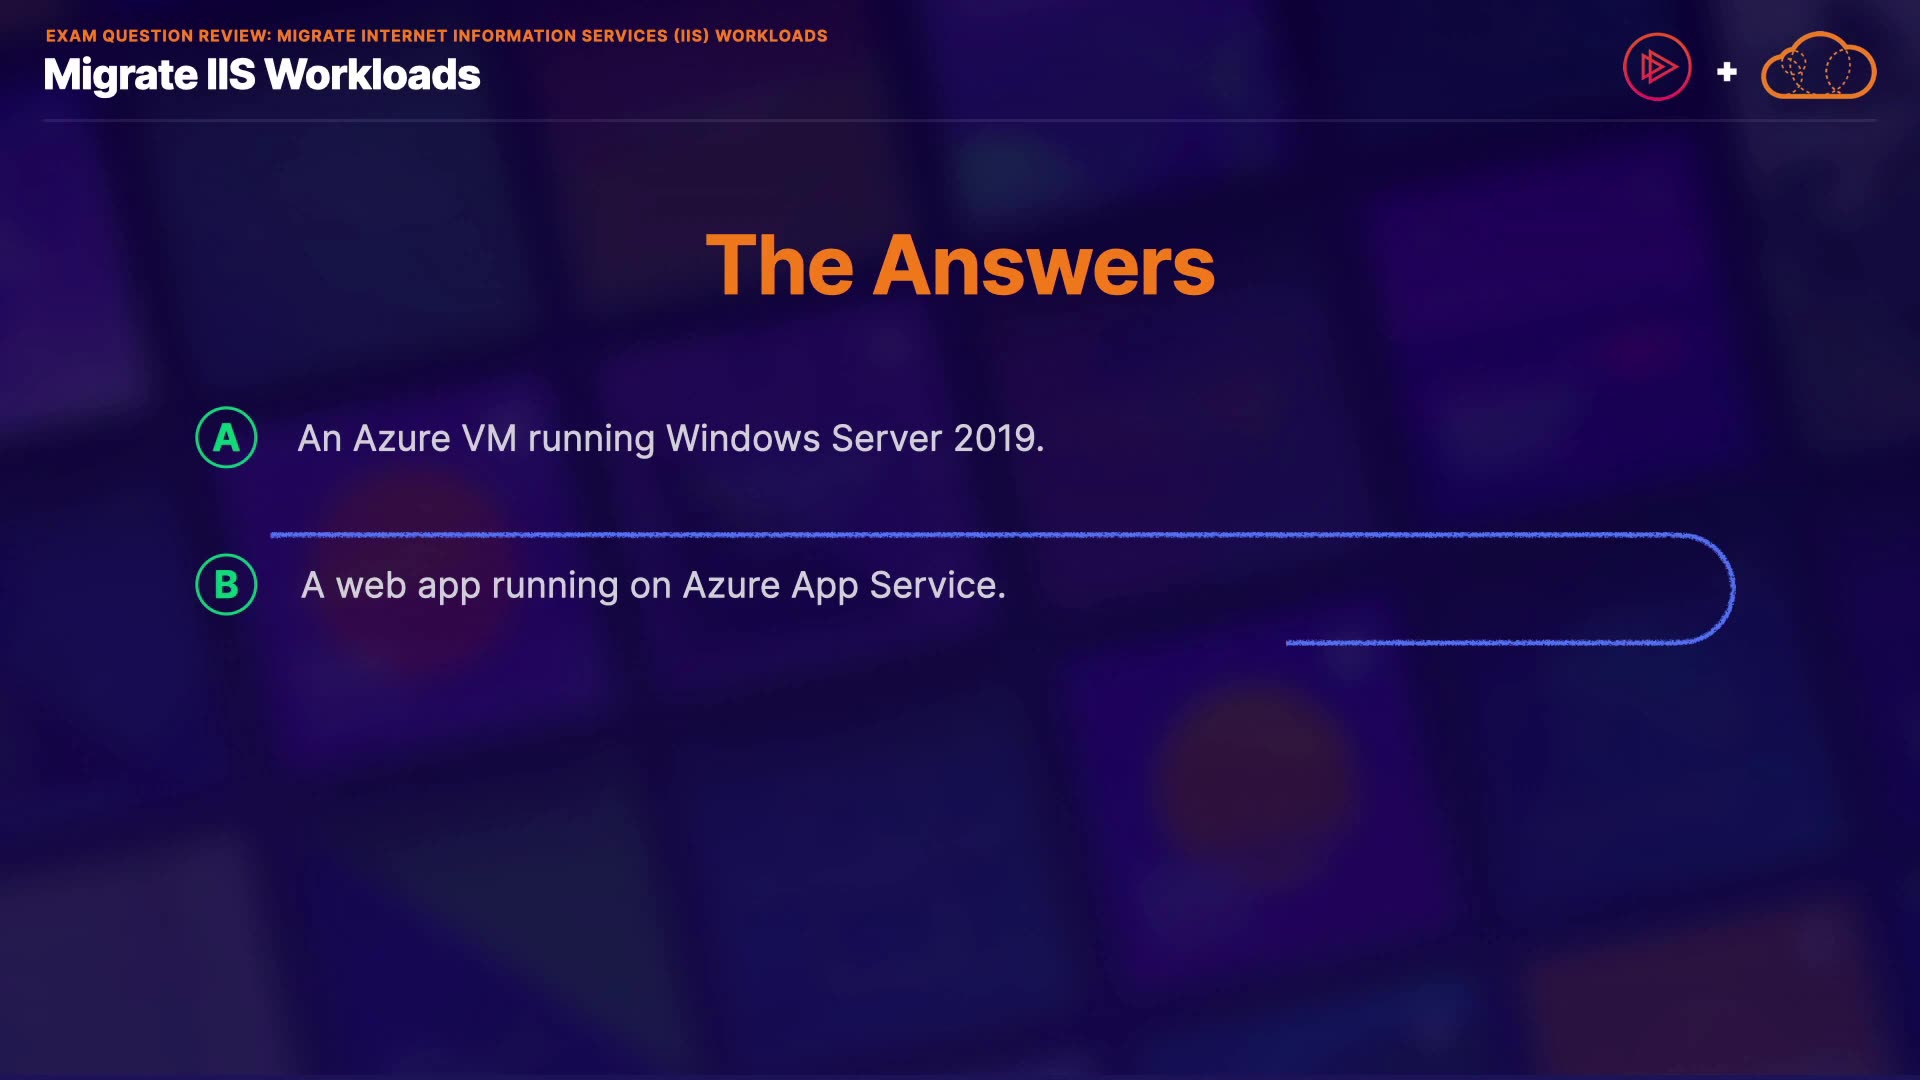 EXAM QUESTION REVIEW: MIGRATE INTERNET INFORMATION SERVICES (IIS) WORKLOADS
Migrate IIS Workloads
The Answers
A An Azure VM running Windows Server 2019.
B A web app running on Azure App Service.